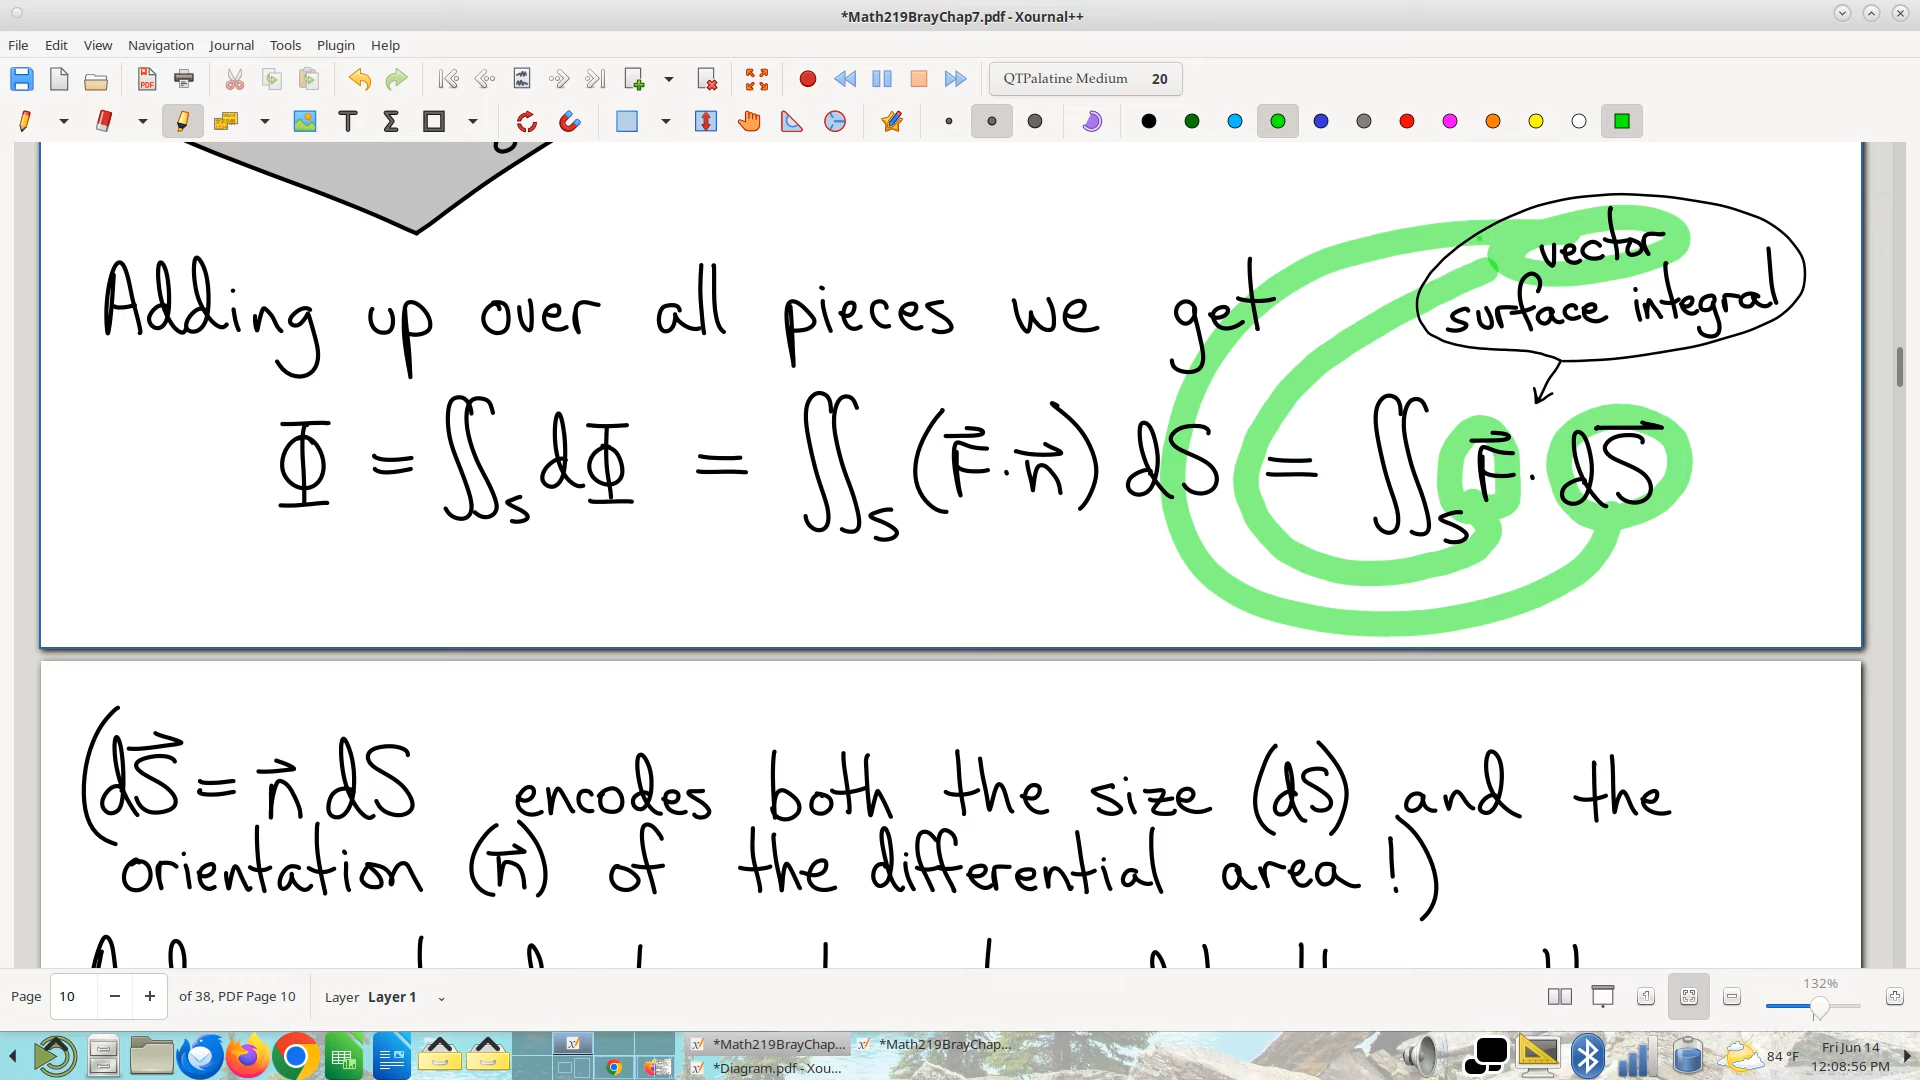 *Math219BrayChap7.pdf - Xournal++
File Edit View Navigation Journal Tools Plugin Help
QTPalatine Medium 20
vector
surface integral
Adding up over all pieces we get
Φ = ∬_S dΦ = ∬_S (F⃗ · n⃗) dS = ∬_S F⃗ · dS⃗
(dS⃗ = n⃗ dS encodes both the size (dS) and the
orientation (n⃗) of the differential area!)
Page 10 of 38, PDF Page 10 Layer Layer 1 132%
*Math219BrayChap... *Math219BrayChap...
*Diagram.pdf - Xou...
84 °F
Fri Jun 14
12:08:56 PM